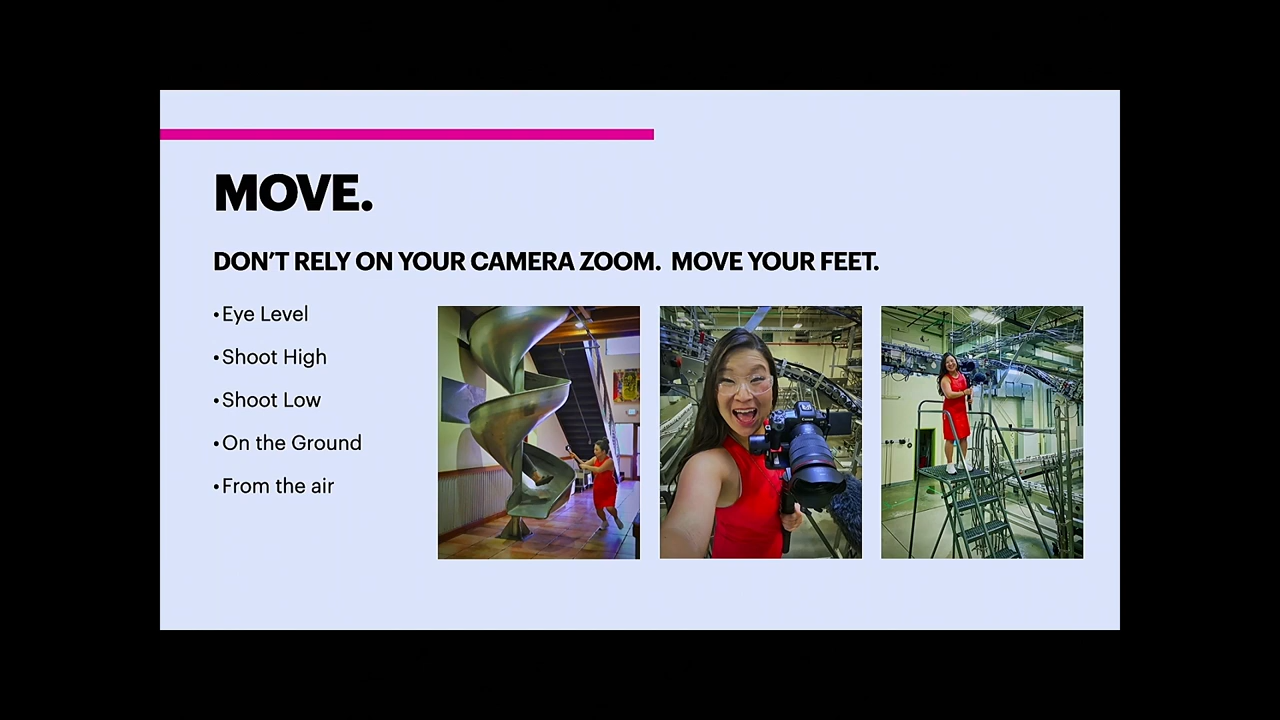 MOVE.
DON'T RELY ON YOUR CAMERA ZOOM.  MOVE YOUR FEET.
•Eye Level
•Shoot High
•Shoot Low
•On the Ground
•From the air
Canon